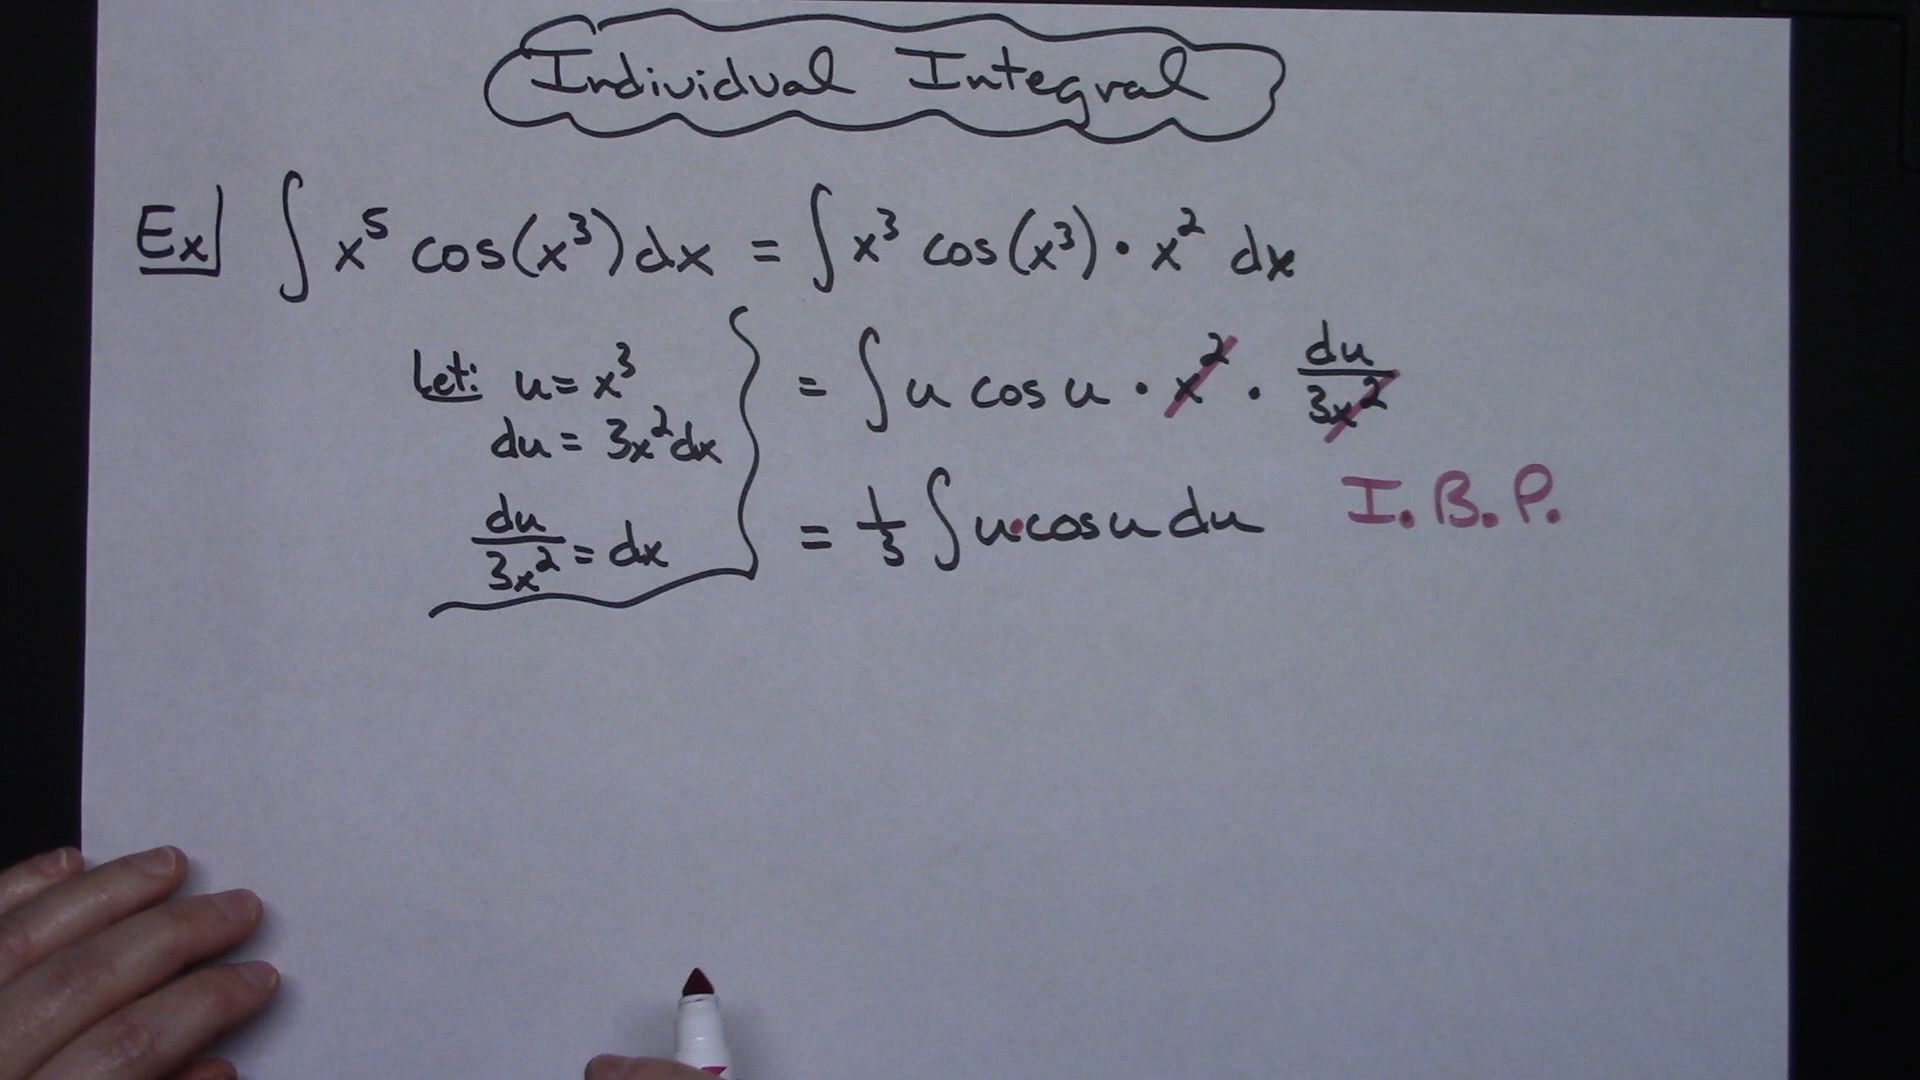 Individual Integral
Ex ∫ x⁵ cos(x³) dx = ∫ x³ cos(x³) · x² dx
Let: u = x³
du = 3x² dx
du/3x² = dx
= ∫ u cos u · x² · du/3x²
= 1/3 ∫ u · cos u du I.B.P.